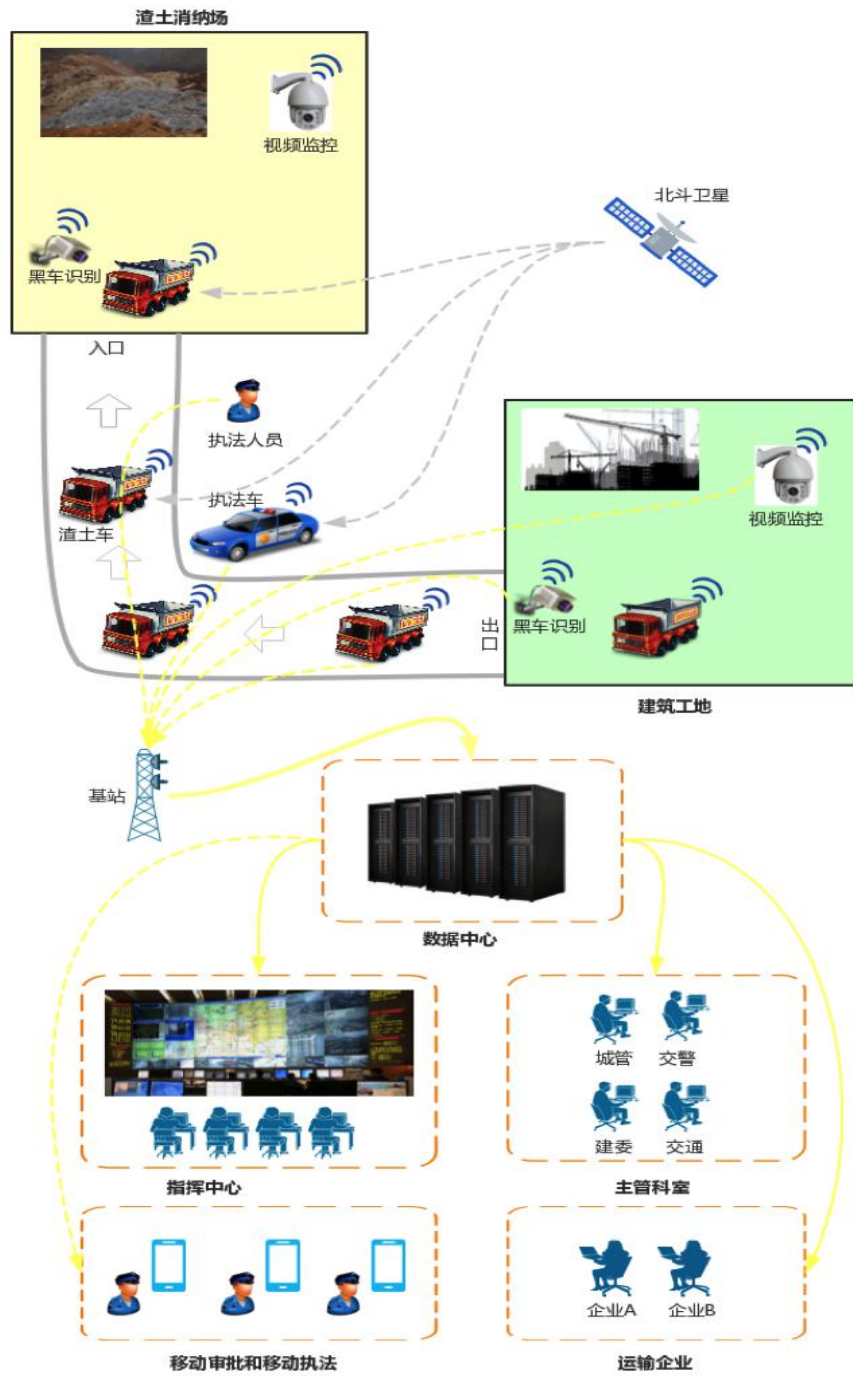 渣土消纳场
视频监控
北斗卫星
黑车识别
入口
执法人员
执法车
渣土车
视频监控
出口
黑车识别
建筑工地
基站
数据中心
城管 交警
建委 交通
指挥中心
主管科室
企业A 企业B
移动审批和移动执法
运输企业